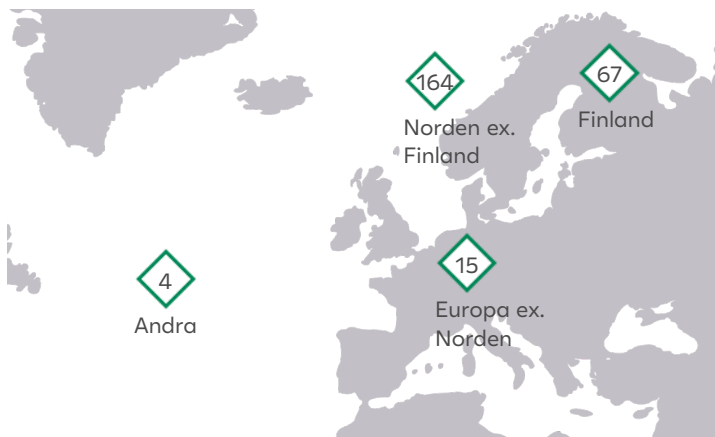 164
Norden ex.
Finland
67
Finland
4
Andra
15
Europa ex.
Norden